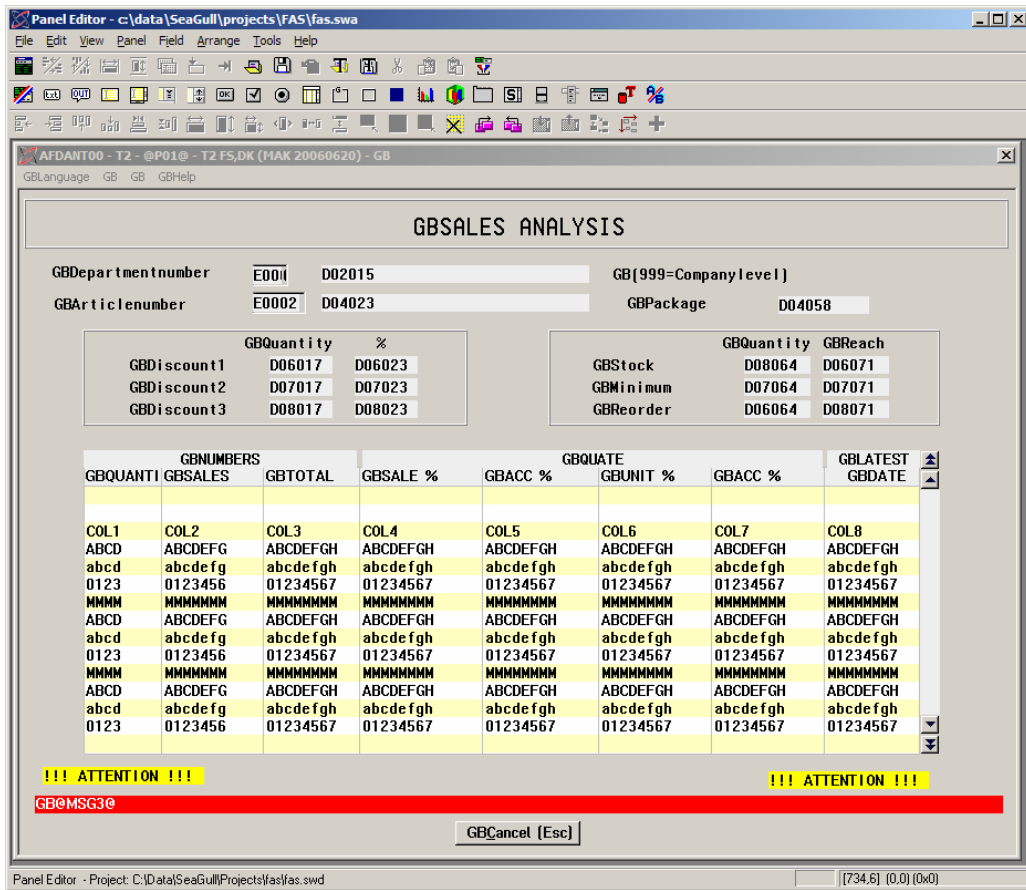 Panel Editor - c:\data\SeaGull\projects\FAS\fas.swa
File Edit View Panel Field Arrange Tools Help
Txt OUT OK
AFDANT00 - T2 - @P01@ - T2 FS,DK (MAK 20060620) - GB
GBLanguage GB GB GBHelp
GBSALES ANALYSIS
GBDepartmentnumber E000 D02015 GB(999=Companylevel)
GBArticlenumber E0002 D04023 GBPackage D04058
GBQuantity % GBQuantity GBReach
GBDiscount1 D06017 D06023 GBStock D08064 D06071
GBDiscount2 D07017 D07023 GBMinimum D07064 D07071
GBDiscount3 D08017 D08023 GBReorder D06064 D08071
GBNUMBERS GBQUATE GBLATEST
GBQUANTI GBSALES GBTOTAL GBSALE % GBACC % GBUNIT % GBACC % GBDATE
COL1 COL2 COL3 COL4 COL5 COL6 COL7 COL8
ABCD ABCDEFG ABCDEFGH ABCDEFGH ABCDEFGH ABCDEFGH ABCDEFGH ABCDEFGH
abcd abcdefg abcdefgh abcdefgh abcdefgh abcdefgh abcdefgh abcdefgh
0123 0123456 01234567 01234567 01234567 01234567 01234567 01234567
MMMM MMMMMMM MMMMMMMM MMMMMMMM MMMMMMMM MMMMMMMM MMMMMMMM MMMMMMMM
ABCD ABCDEFG ABCDEFGH ABCDEFGH ABCDEFGH ABCDEFGH ABCDEFGH ABCDEFGH
abcd abcdefg abcdefgh abcdefgh abcdefgh abcdefgh abcdefgh abcdefgh
0123 0123456 01234567 01234567 01234567 01234567 01234567 01234567
MMMM MMMMMMM MMMMMMMM MMMMMMMM MMMMMMMM MMMMMMMM MMMMMMMM MMMMMMMM
ABCD ABCDEFG ABCDEFGH ABCDEFGH ABCDEFGH ABCDEFGH ABCDEFGH ABCDEFGH
abcd abcdefg abcdefgh abcdefgh abcdefgh abcdefgh abcdefgh abcdefgh
0123 0123456 01234567 01234567 01234567 01234567 01234567 01234567
!!! ATTENTION !!! !!! ATTENTION !!!
GB@MSG3@
GBCancel (Esc)
Panel Editor - Project: C:\Data\SeaGull\Projects\fas\fas.swd [734,6] (0,0) (0x0)